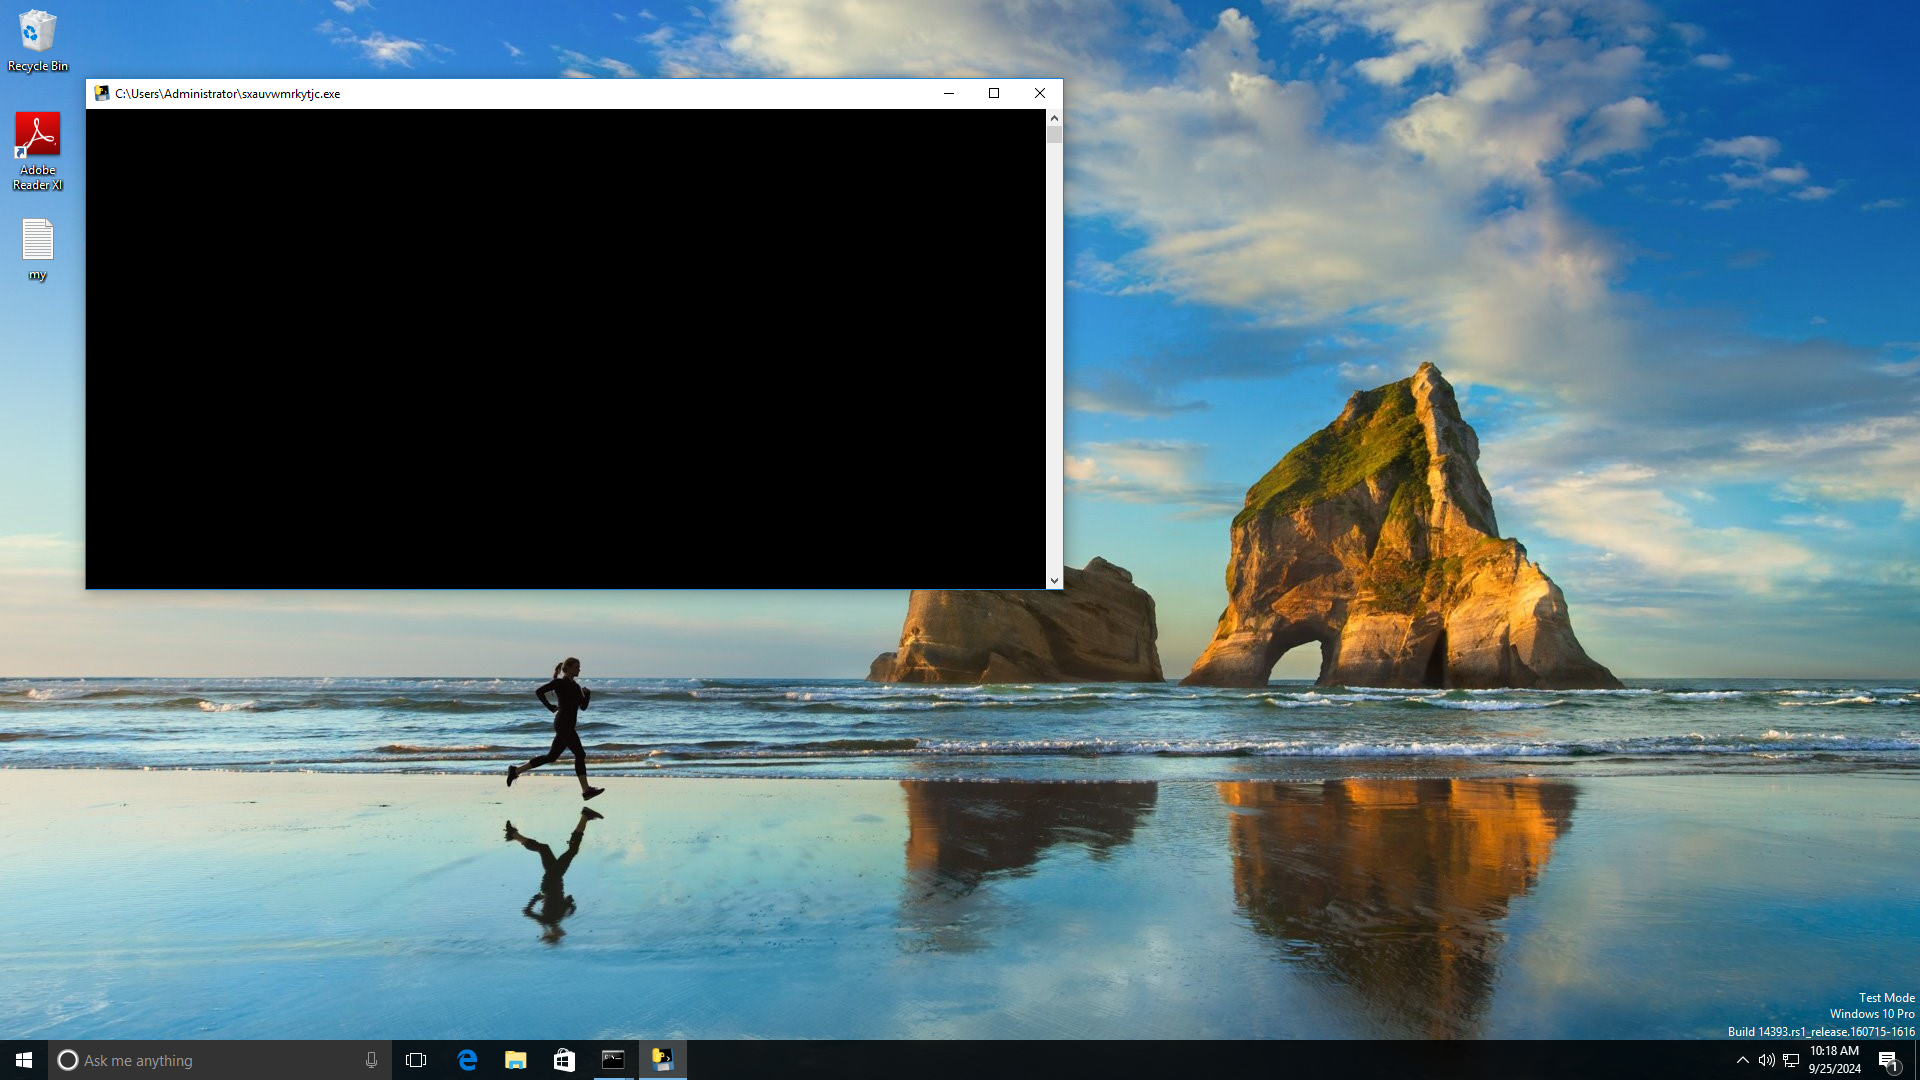 Recycle Bin
C:\Users\Administrator\sxauvwmrkytjc.exe
Adobe
Reader XI
my
Test Mode
Windows 10 Pro
Build 14393.rs1_release.160715-1616
Ask me anything
10:18 AM
9/25/2024
1